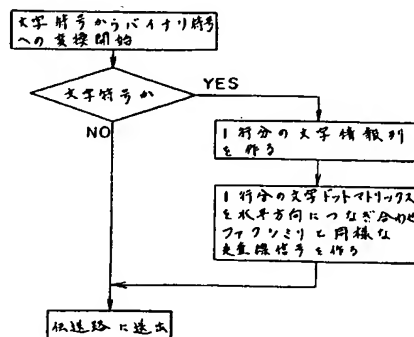 文字符号からバイナリ符号
への変換開始
文字符号か
YES
NO
1行分の文字情報列
を作る
1行分の文字ドットマトリックス
を水平方向につなぎ合わせ
ファクシミリと同様な
走査線信号を作る
伝送路に送出